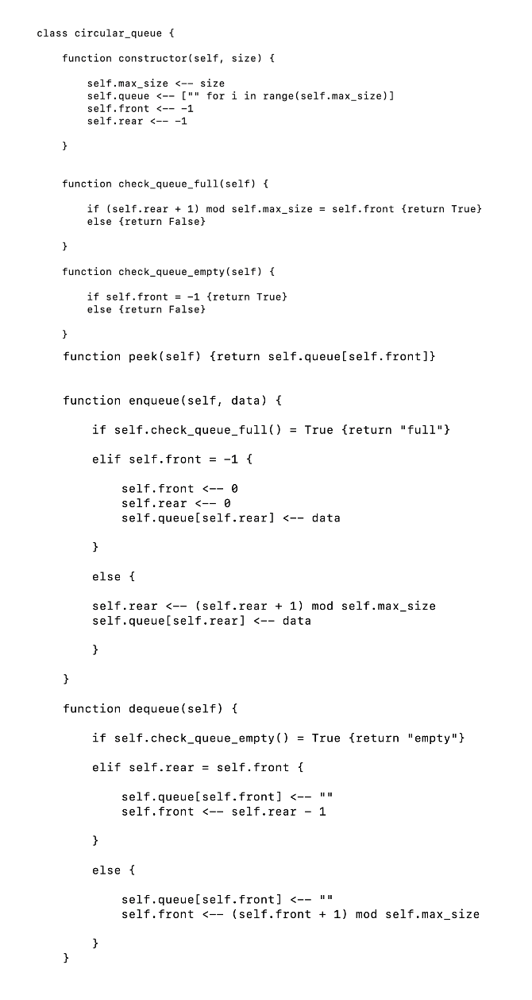 class circular_queue {
function constructor(self, size) {
self.max_size <-- size
self.queue <-- ["" for i in range(self.max_size)]
self.front <-- -1
self.rear <-- -1
}
function check_queue_full(self) {
if (self.rear + 1) mod self.max_size = self.front {return True}
else {return False}
}
function check_queue_empty(self) {
if self.front = -1 {return True}
else {return False}
}
function peek(self) {return self.queue[self.front]}
function enqueue(self, data) {
if self.check_queue_full() = True {return "full"}
elif self.front = -1 {
self.front <-- 0
self.rear <-- 0
self.queue[self.rear] <-- data
}
else {
self.rear <-- (self.rear + 1) mod self.max_size
self.queue[self.rear] <-- data
}
}
function dequeue(self) {
if self.check_queue_empty() = True {return "empty"}
elif self.rear = self.front {
self.queue[self.front] <-- ""
self.front <-- self.rear - 1
}
else {
self.queue[self.front] <-- ""
self.front <-- (self.front + 1) mod self.max_size
}
}